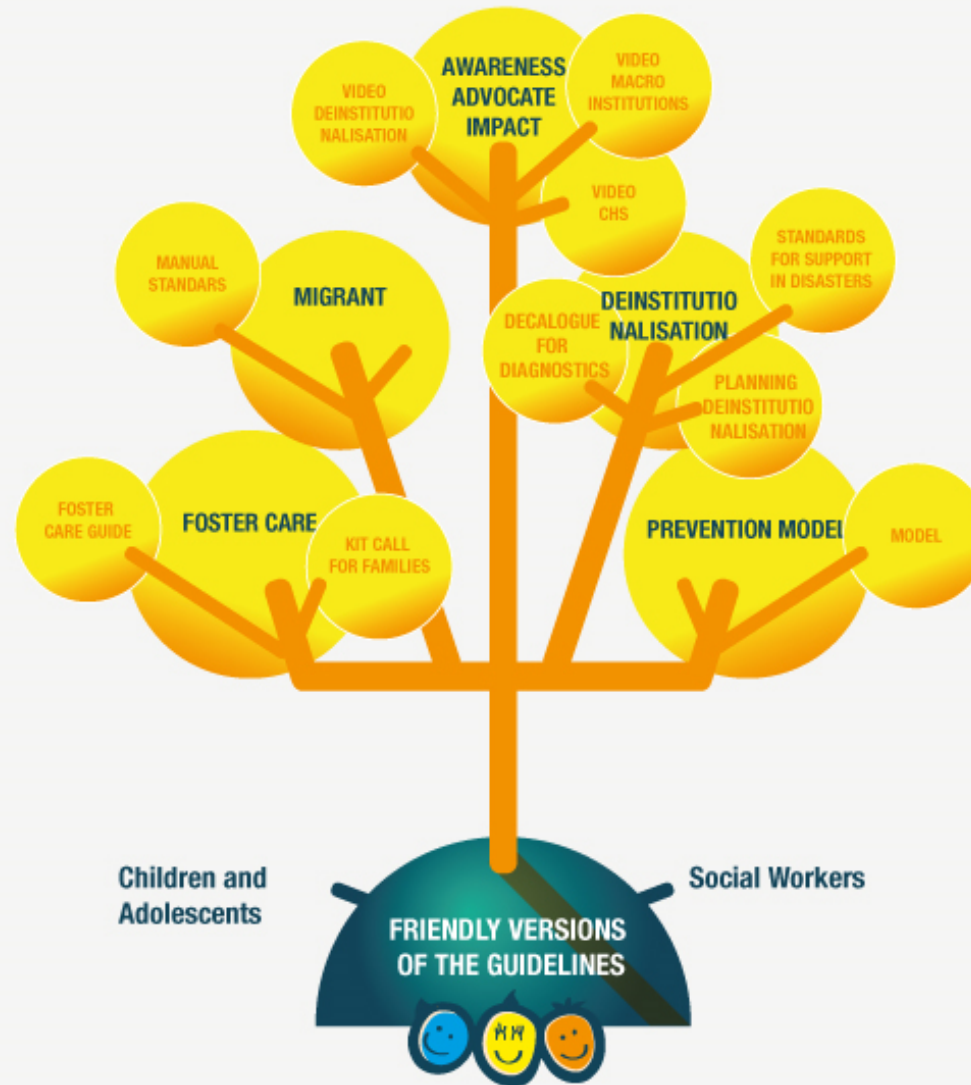 AWARENESS
ADVOCATE
IMPACT
VIDEO
DEINSTITUTIO
NALISATION
VIDEO
MACRO
INSTITUTIONS
VIDEO
CHS
MANUAL
STANDARS
MIGRANT
DEINSTITUTIO
NALISATION
STANDARDS
FOR SUPPORT
IN DISASTERS
DECALOGUE
FOR
DIAGNOSTICS
PLANNING
DEINSTITUTIO
NALISATION
FOSTER
CARE GUIDE
FOSTER CARE
KIT CALL
FOR FAMILIES
PREVENTION MODEL
MODEL
Children and
Adolescents
Social Workers
FRIENDLY VERSIONS
OF THE GUIDELINES